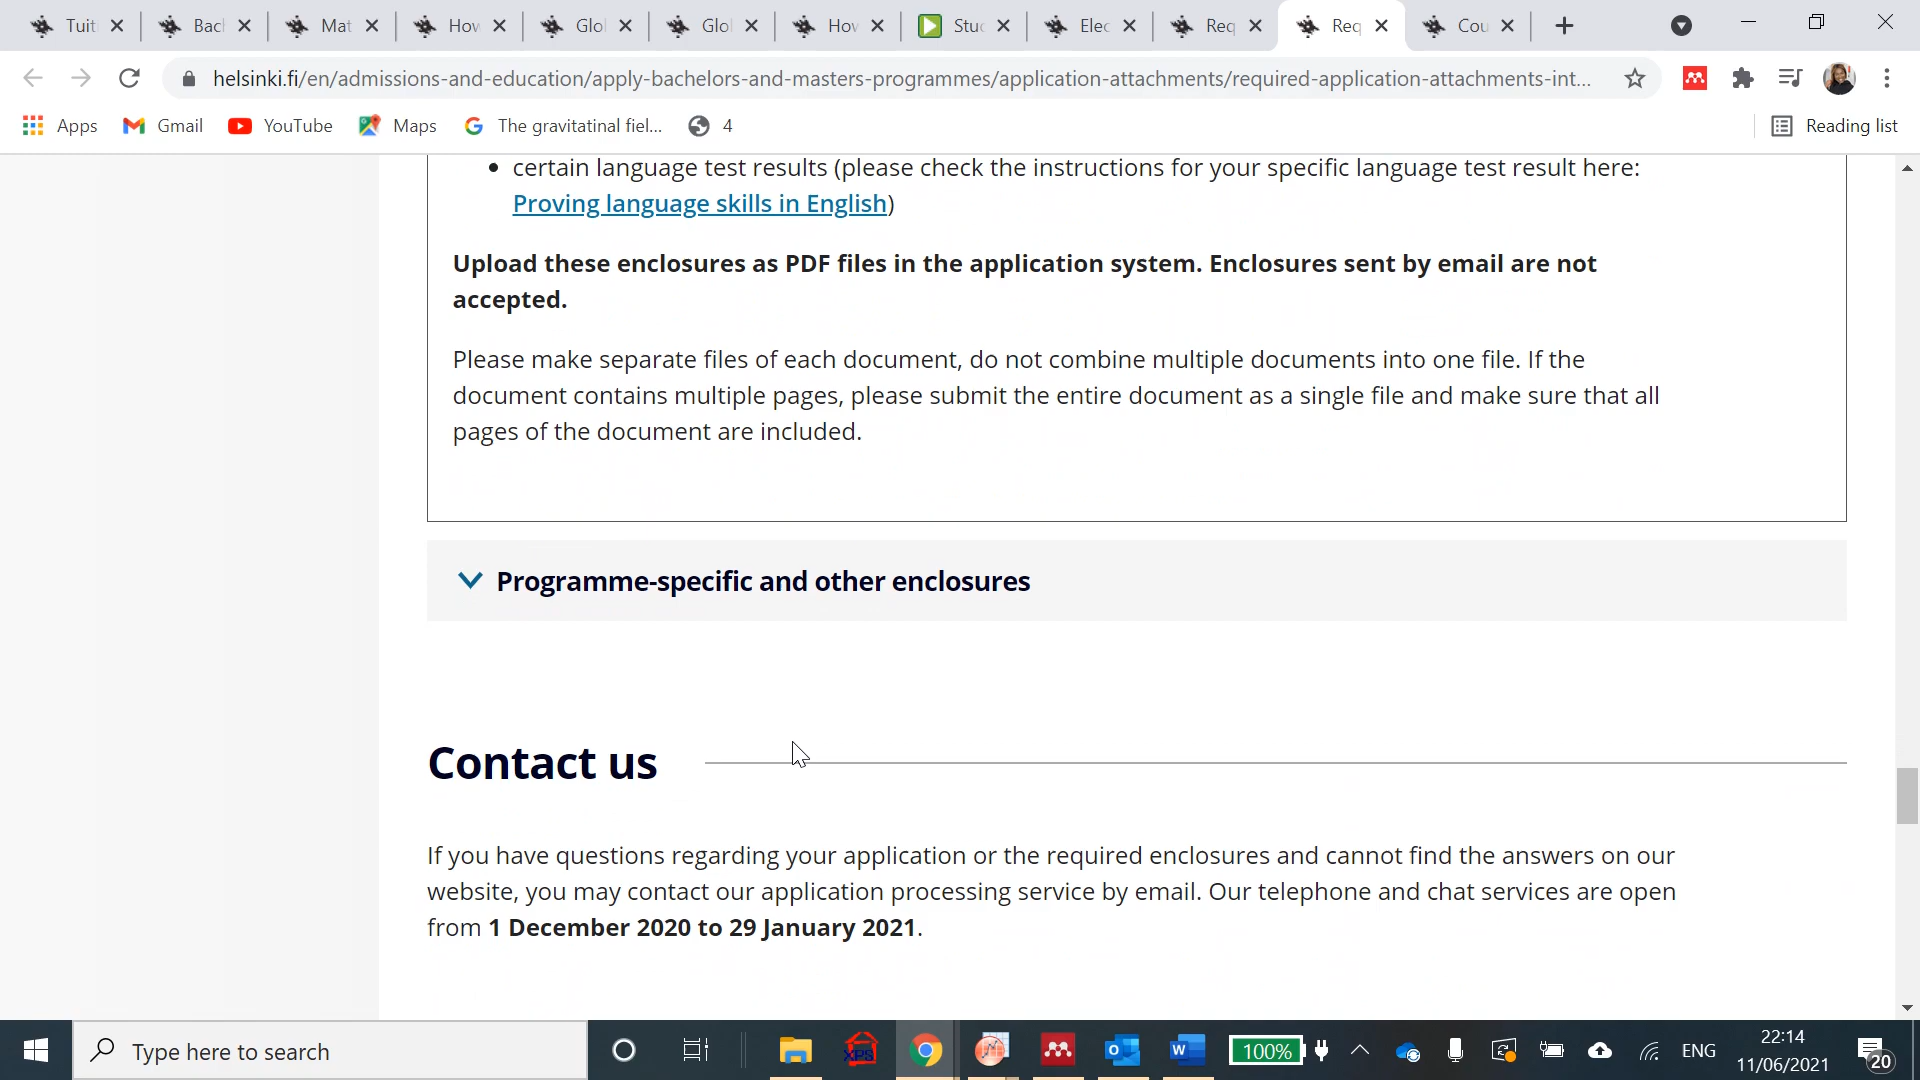 Tuit
Bacl
Mat
How
Glo
Glo
How
Stu
Elec
Req
Req
Cou
helsinki.fi/en/admissions-and-education/apply-bachelors-and-masters-programmes/application-attachments/required-application-attachments-int...
Apps
Gmail
YouTube
Maps
The gravitatinal fiel...
4
Reading list
certain language test results (please check the instructions for your specific language test result here:
Proving language skills in English)
Upload these enclosures as PDF files in the application system. Enclosures sent by email are not
accepted.
Please make separate files of each document, do not combine multiple documents into one file. If the
document contains multiple pages, please submit the entire document as a single file and make sure that all
pages of the document are included.
Programme-specific and other enclosures
Contact us
If you have questions regarding your application or the required enclosures and cannot find the answers on our
website, you may contact our application processing service by email. Our telephone and chat services are open
from 1 December 2020 to 29 January 2021.
Type here to search
XPS
100%
ENG
22:14
11/06/2021
20